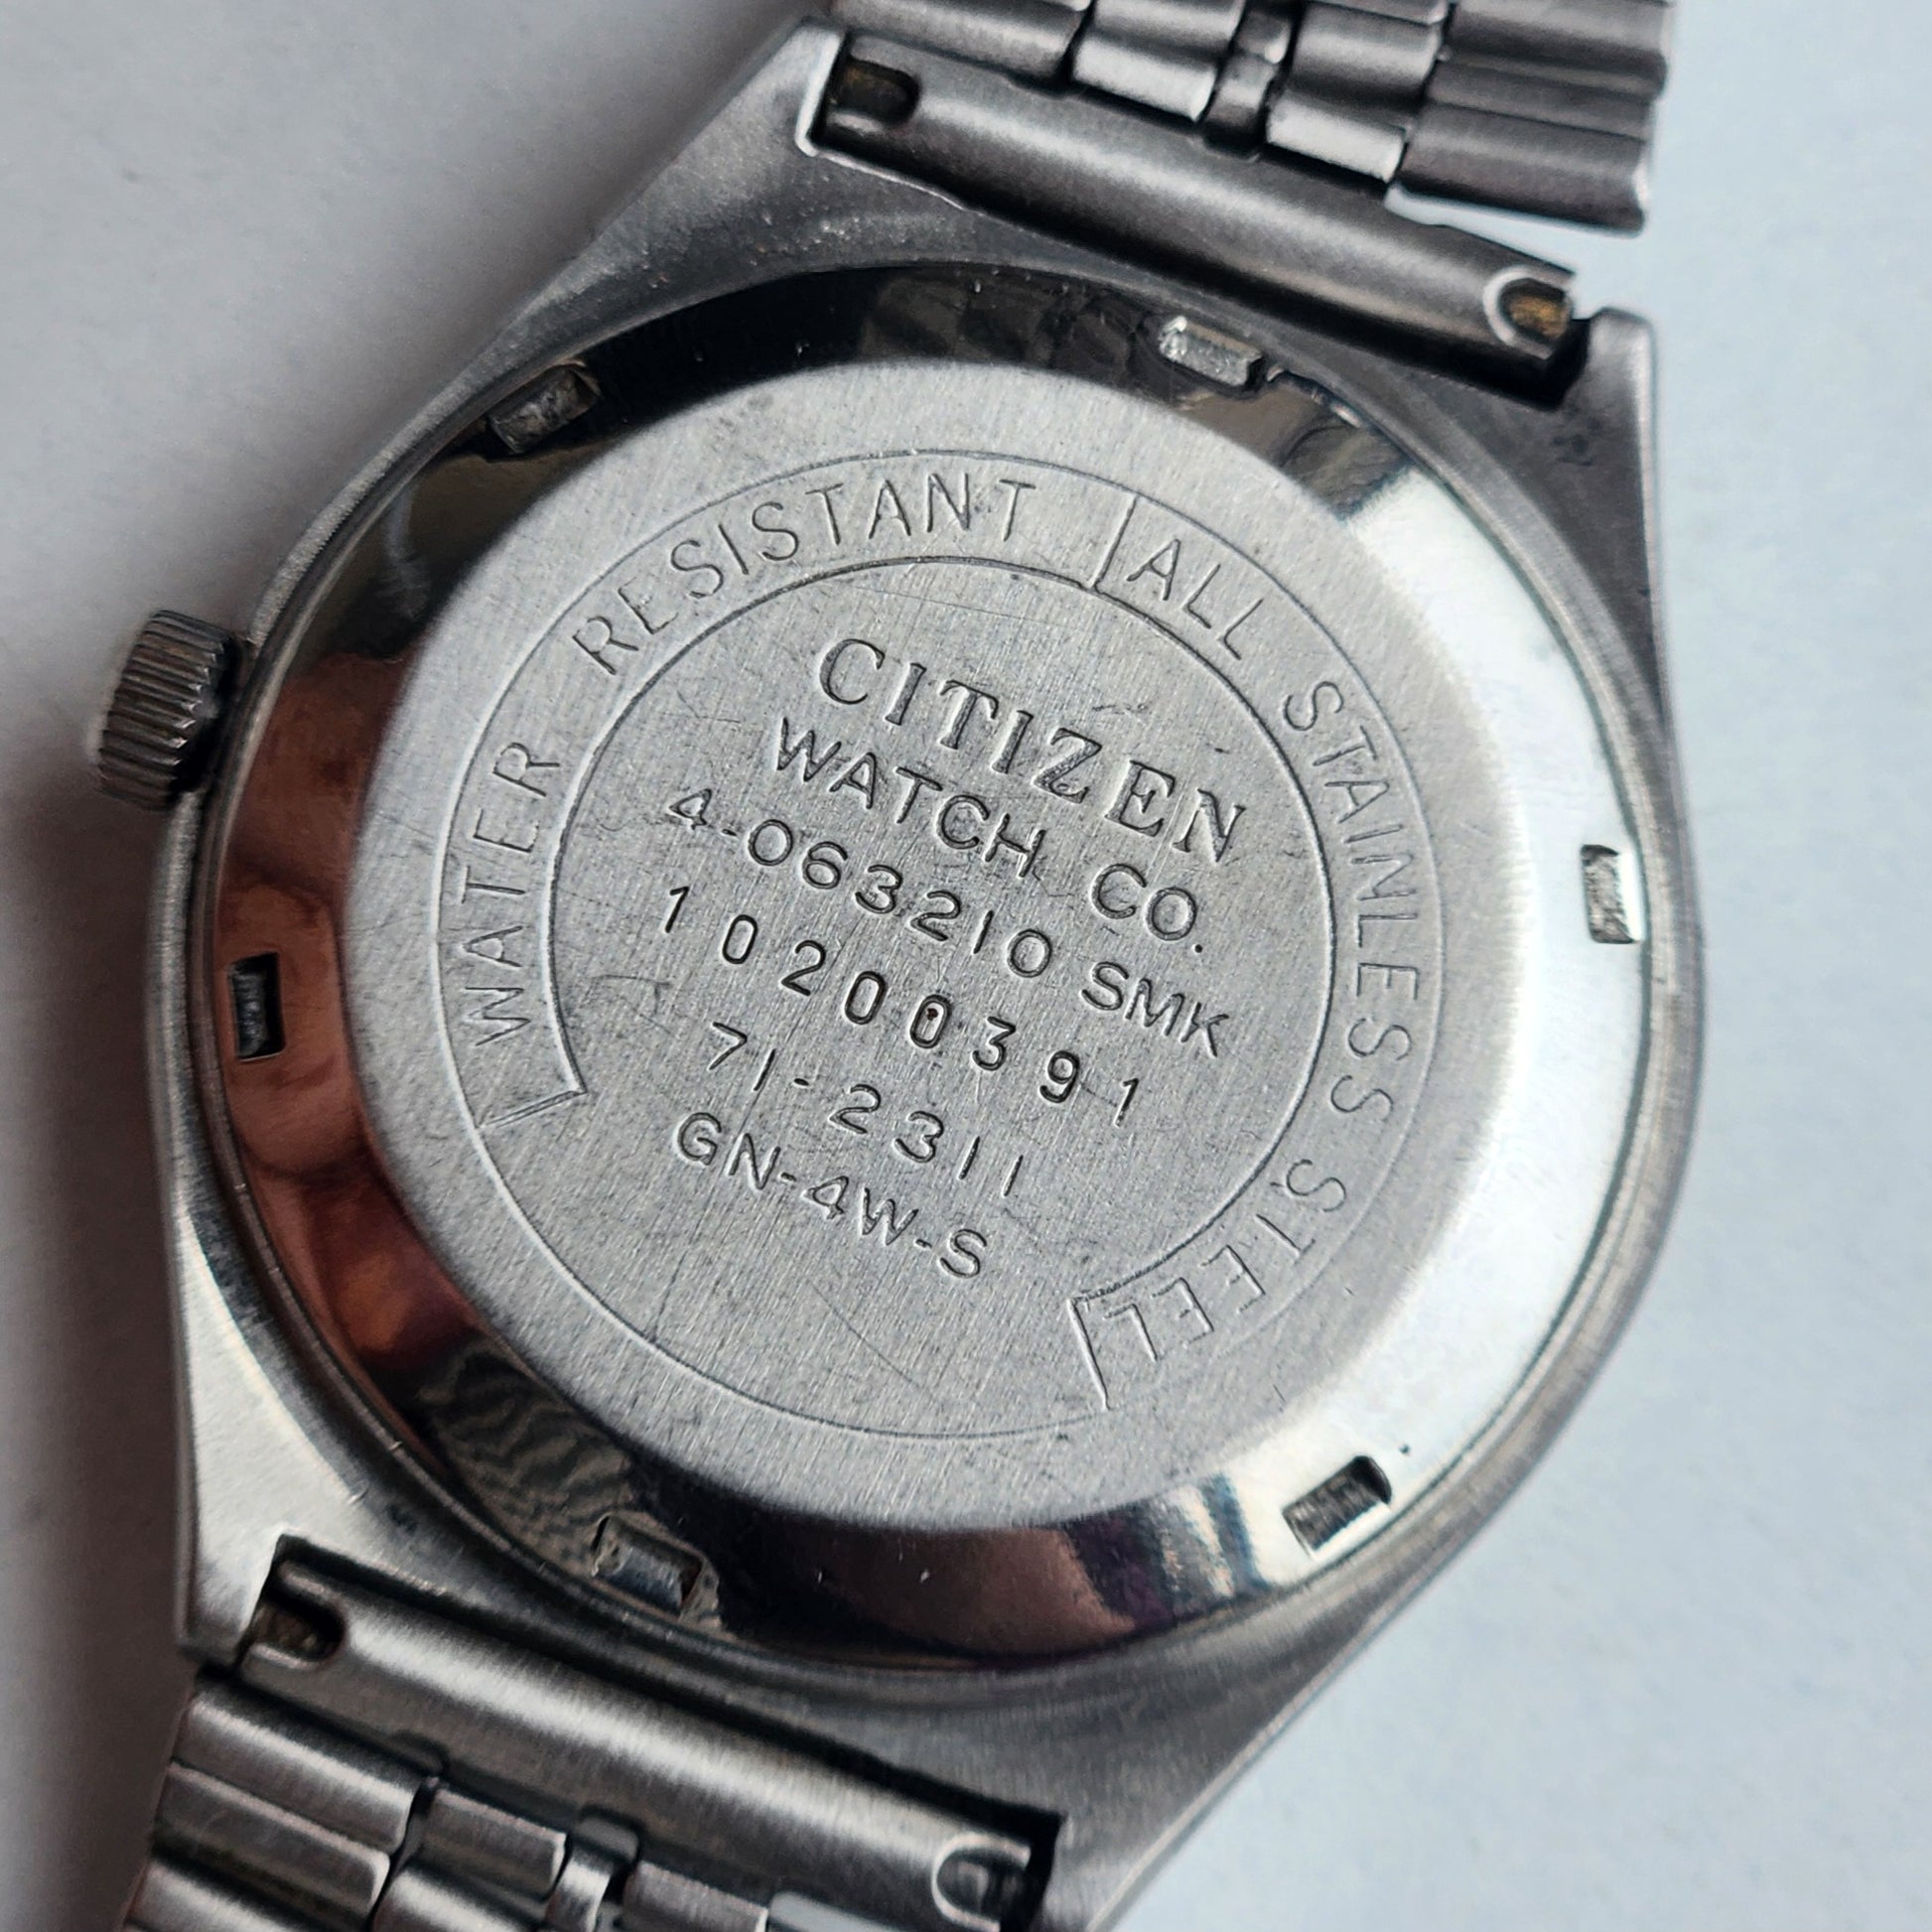 WATER RESISTANT
ALL STAINLESS STEEL
CITIZEN
WATCH CO.
4-063210 SMK
10200391
71-2311
GN-4W-S